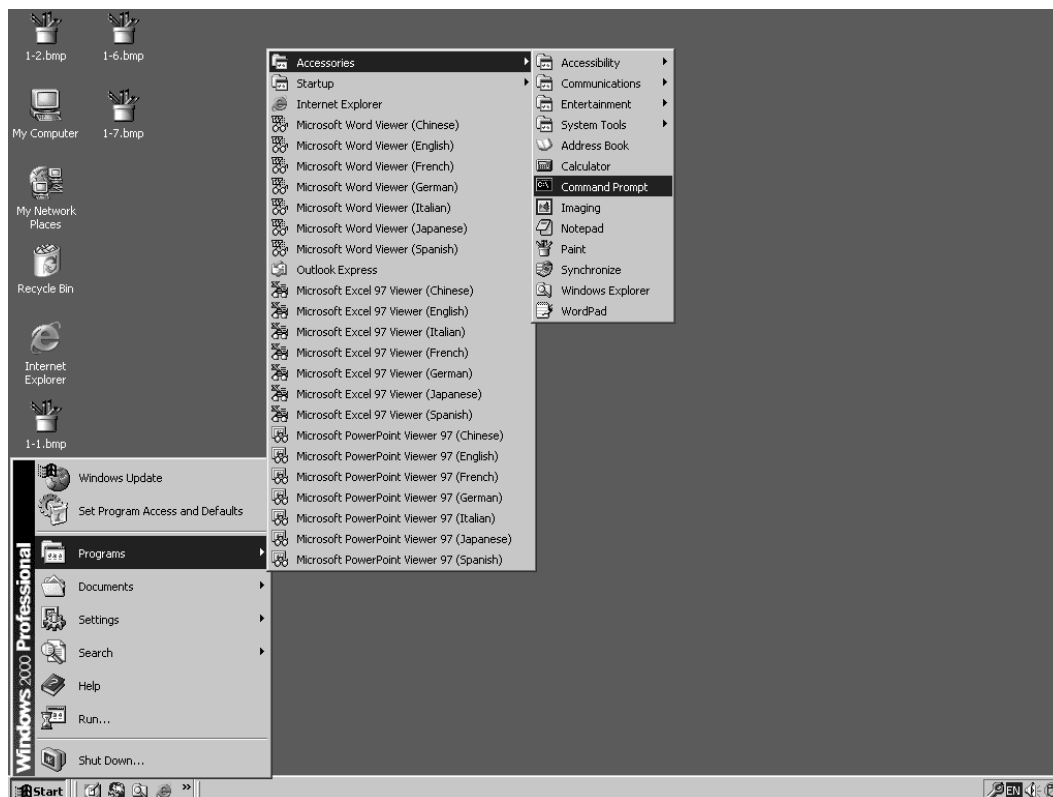 1-2.bmp
1-6.bmp
My Computer
1-7.bmp
My Network
Places
Recycle Bin
Internet
Explorer
1-1.bmp
Windows 2000 Professional
Windows Update
Set Program Access and Defaults
Programs
Documents
Settings
Search
Help
Run...
Shut Down...
Accessories
Startup
Internet Explorer
Microsoft Word Viewer (Chinese)
Microsoft Word Viewer (English)
Microsoft Word Viewer (French)
Microsoft Word Viewer (German)
Microsoft Word Viewer (Italian)
Microsoft Word Viewer (Japanese)
Microsoft Word Viewer (Spanish)
Outlook Express
Microsoft Excel 97 Viewer (Chinese)
Microsoft Excel 97 Viewer (English)
Microsoft Excel 97 Viewer (Italian)
Microsoft Excel 97 Viewer (French)
Microsoft Excel 97 Viewer (German)
Microsoft Excel 97 Viewer (Japanese)
Microsoft Excel 97 Viewer (Spanish)
Microsoft PowerPoint Viewer 97 (Chinese)
Microsoft PowerPoint Viewer 97 (English)
Microsoft PowerPoint Viewer 97 (French)
Microsoft PowerPoint Viewer 97 (German)
Microsoft PowerPoint Viewer 97 (Italian)
Microsoft PowerPoint Viewer 97 (Japanese)
Microsoft PowerPoint Viewer 97 (Spanish)
Accessibility
Communications
Entertainment
System Tools
Address Book
Calculator
Command Prompt
Imaging
Notepad
Paint
Synchronize
Windows Explorer
WordPad
Start
»
EN